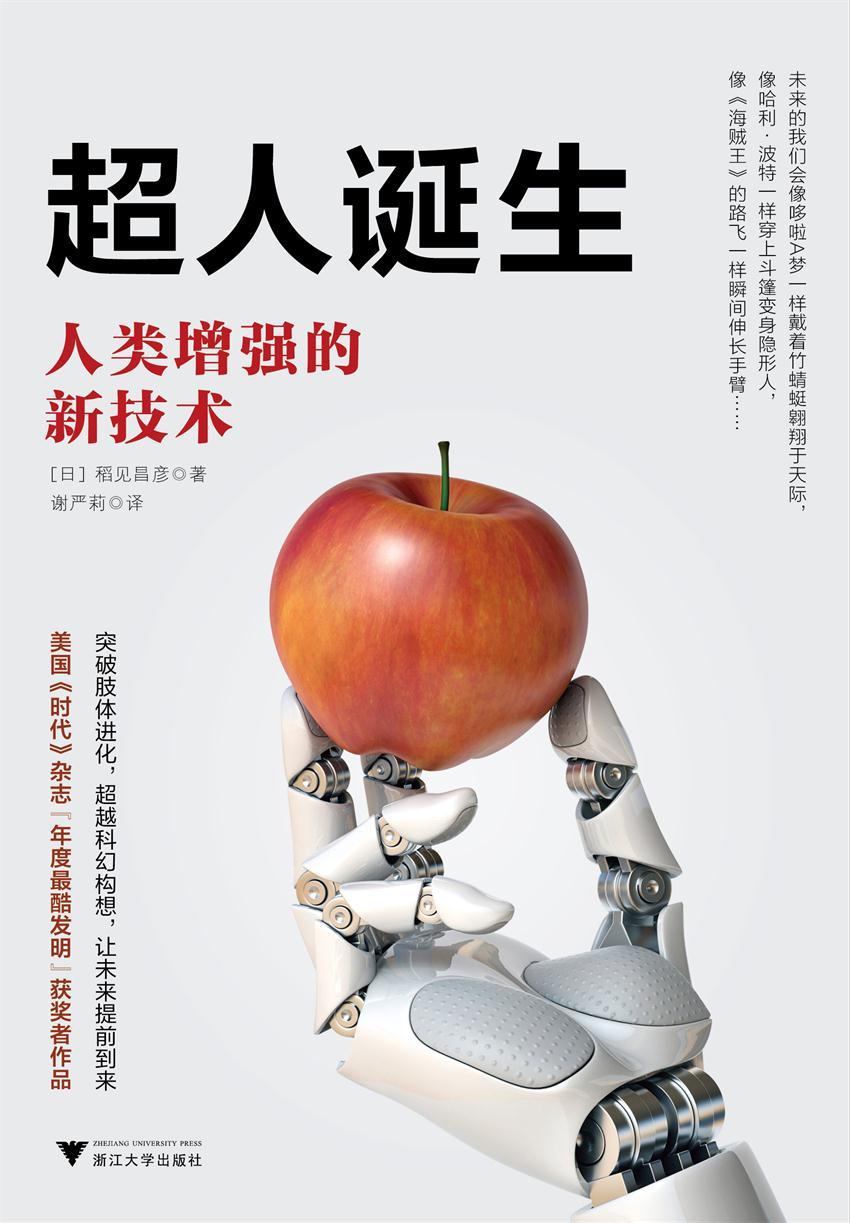 超人诞生
人类增强的
新技术
［日］稻见昌彦◎著
谢严莉◎译
未来的我们会像哆啦A梦一样戴着竹蜻蜓翱翔于天际，
像哈利·波特一样穿上斗篷变身隐形人，
像《海贼王》的路飞一样瞬间伸长手臂……
突破肢体进化，超越科幻构想，让未来提前到来
美国《时代》杂志『年度最酷发明』获奖者作品
ZHEJIANG UNIVERSITY PRESS
浙江大学出版社